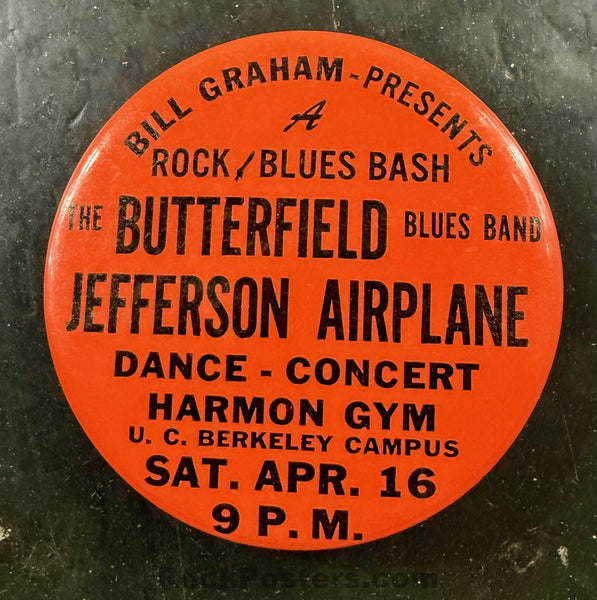 BILL GRAHAM - PRESENTS
A
ROCK / BLUES BASH
THE BUTTERFIELD BLUES BAND
JEFFERSON AIRPLANE
DANCE - CONCERT
HARMON GYM
U. C. BERKELEY CAMPUS
SAT. APR. 16
9 P. M.
RockPosters.com